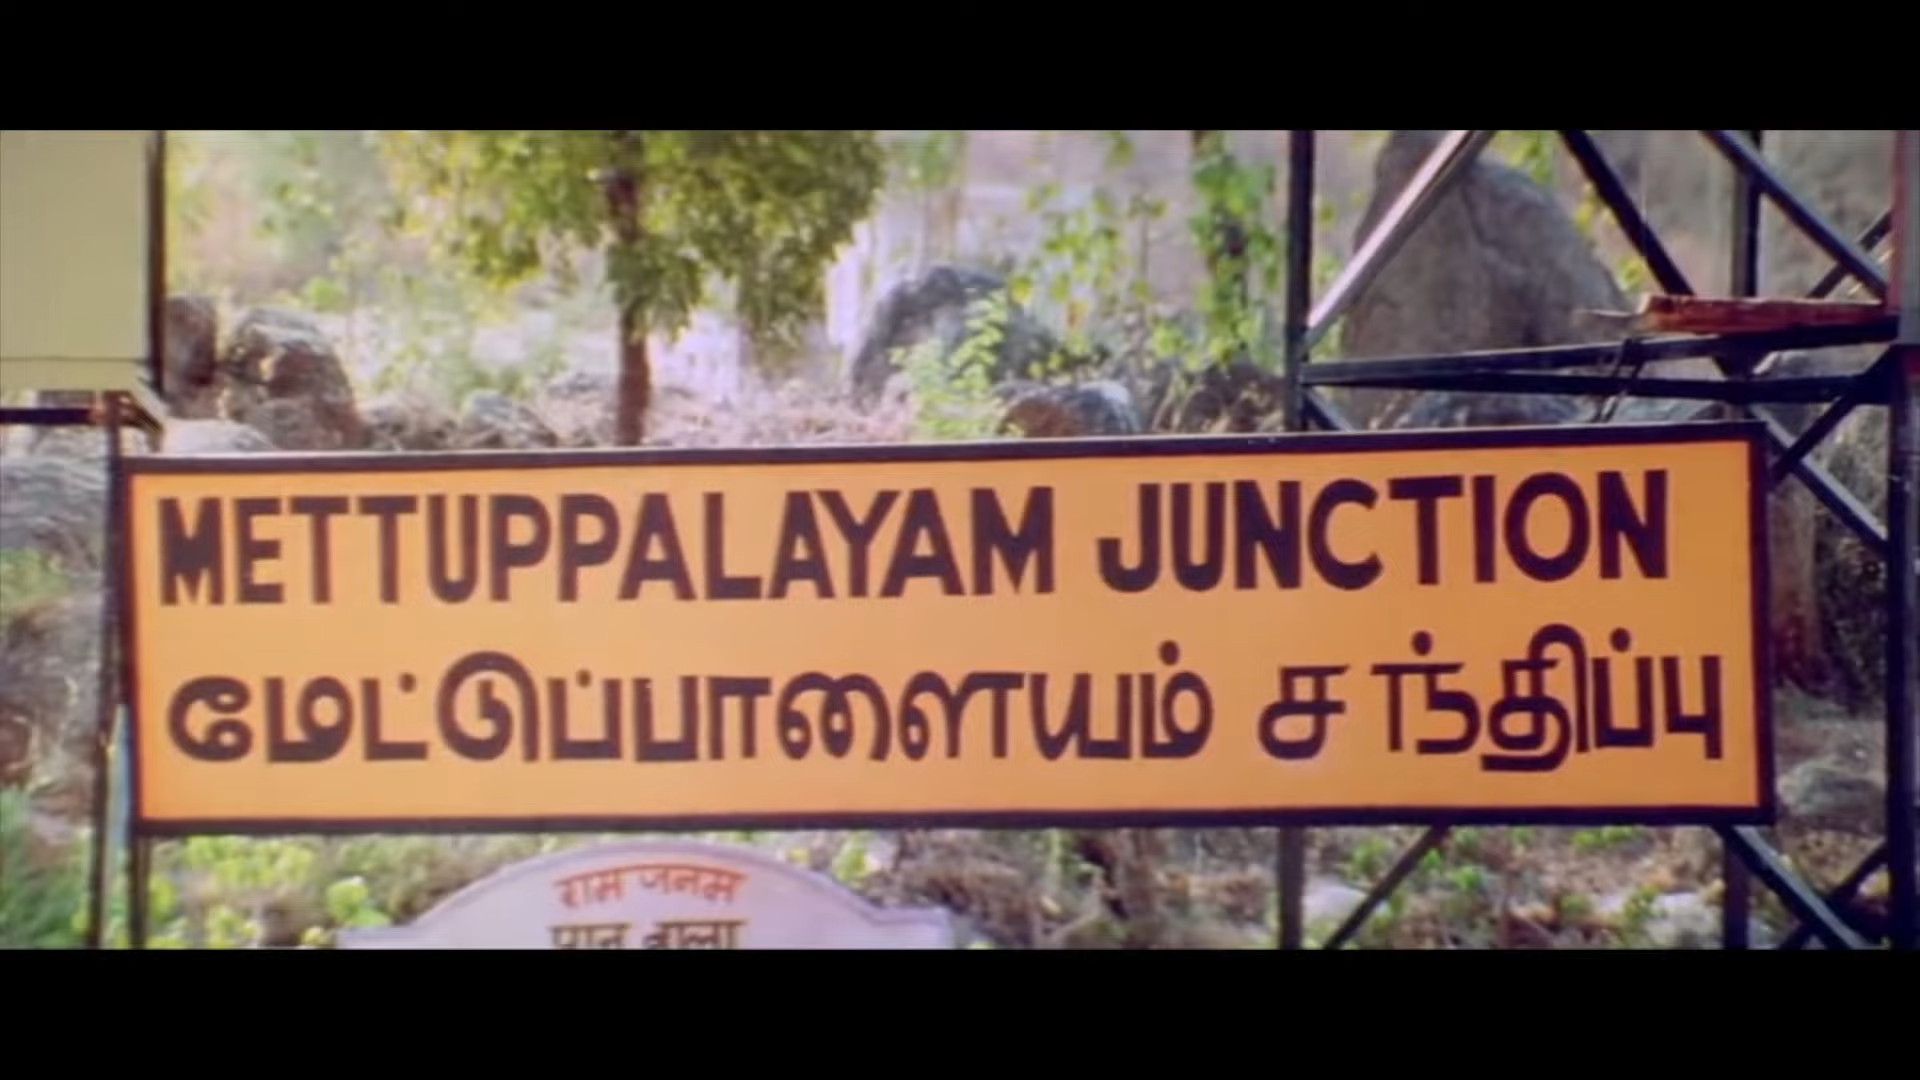 METTUPPALAYAM JUNCTION
மேட்டுப்பாளையம் சந்திப்பு
राम जनम
पान वाला